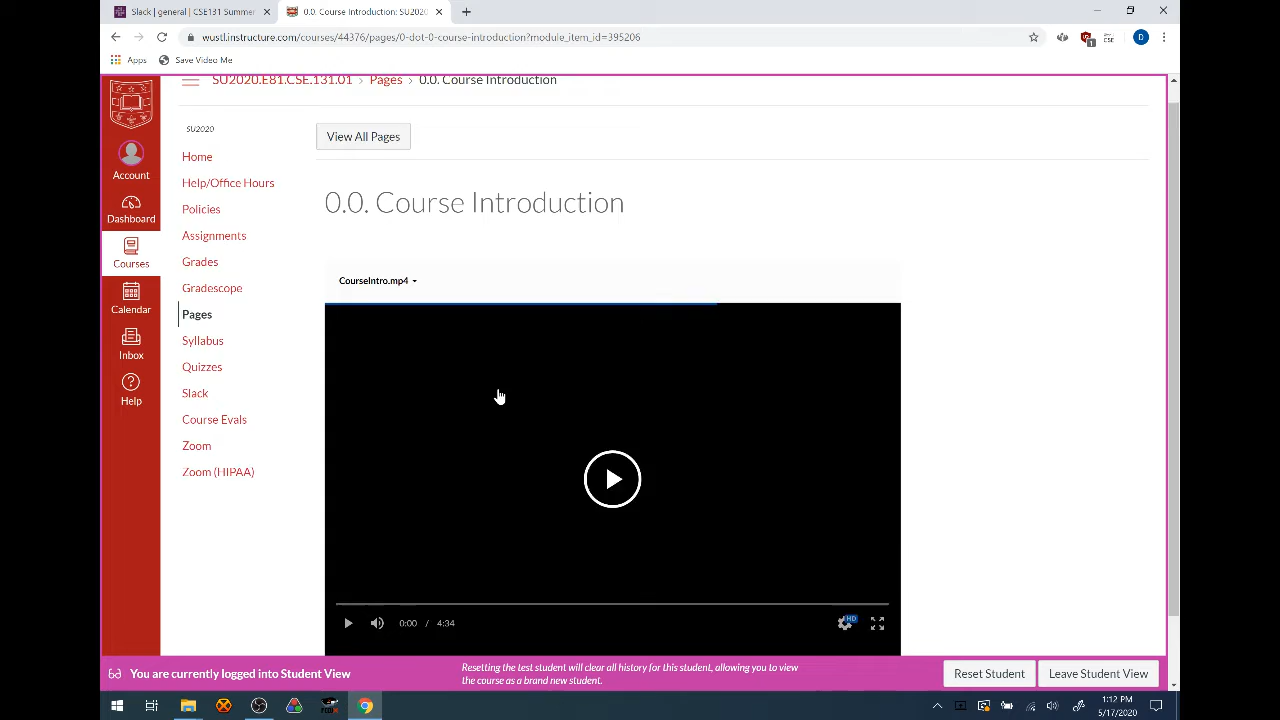 Slack | general | CSE131 Summer
0.0. Course Introduction: SU2020
wustl.instructure.com/courses/44376/pages/0-dot-0-course-introduction?module_item_id=395206
CSE
1
D
Apps
Save Video Me
SU2020.E81.CSE.131.01 > Pages > 0.0. Course Introduction
SU2020
View All Pages
Account
Dashboard
Courses
Calendar
Inbox
Help
Home
Help/Office Hours
Policies
Assignments
Grades
Gradescope
Pages
Syllabus
Quizzes
Slack
Course Evals
Zoom
Zoom (HIPAA)
0.0. Course Introduction
CourseIntro.mp4
0:00 / 4:34
HD
You are currently logged into Student View
Resetting the test student will clear all history for this student, allowing you to view
the course as a brand new student.
Reset Student
Leave Student View
1:12 PM
5/17/2020